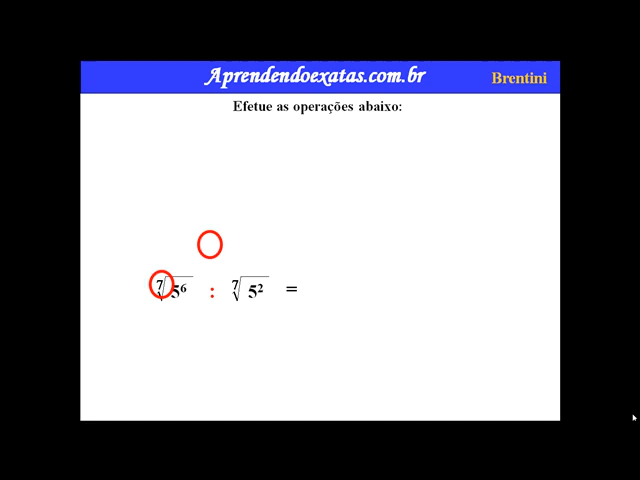 Aprendendoexatas.com.br
Brentini
Efetue as operações abaixo:
⁷√5⁶ : ⁷√5² =